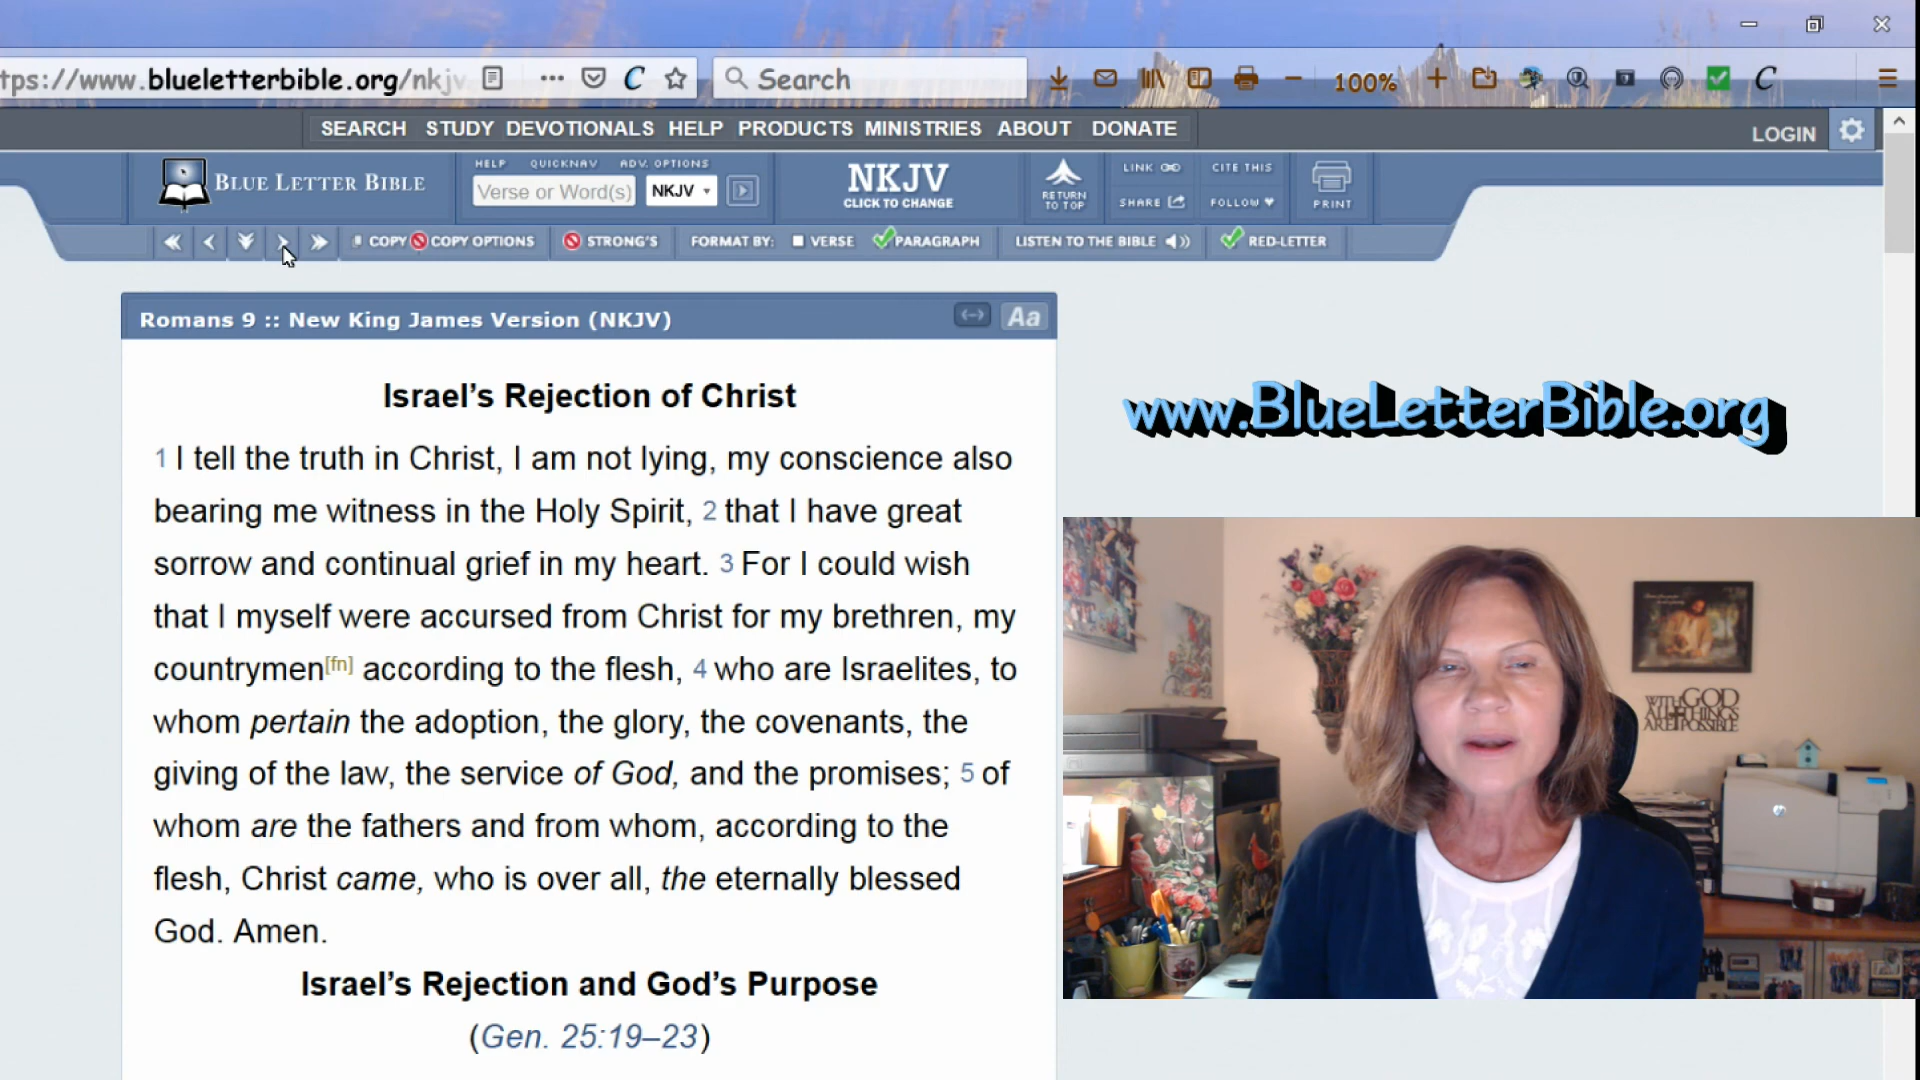 tps://www.blueletterbible.org/nkjv
Search
100%
SEARCH STUDY DEVOTIONALS HELP PRODUCTS MINISTRIES ABOUT DONATE
LOGIN
BLUE LETTER BIBLE
HELP QUICKNAV ADV. OPTIONS
Verse or Word(s) NKJV
NKJV
CLICK TO CHANGE
RETURN
TO TOP
LINK CITE THIS
SHARE FOLLOW
PRINT
COPY COPY OPTIONS STRONG'S FORMAT BY: VERSE PARAGRAPH LISTEN TO THE BIBLE RED-LETTER
Romans 9 :: New King James Version (NKJV)
Aa
Israel’s Rejection of Christ
1 I tell the truth in Christ, I am not lying, my conscience also
bearing me witness in the Holy Spirit, 2 that I have great
sorrow and continual grief in my heart. 3 For I could wish
that I myself were accursed from Christ for my brethren, my
countrymen[fn] according to the flesh, 4 who are Israelites, to
whom pertain the adoption, the glory, the covenants, the
giving of the law, the service of God, and the promises; 5 of
whom are the fathers and from whom, according to the
flesh, Christ came, who is over all, the eternally blessed
God. Amen.
Israel’s Rejection and God’s Purpose
(Gen. 25:19–23)
www.BlueLetterBible.org
WITH GOD
ALL THINGS
ARE POSSIBLE